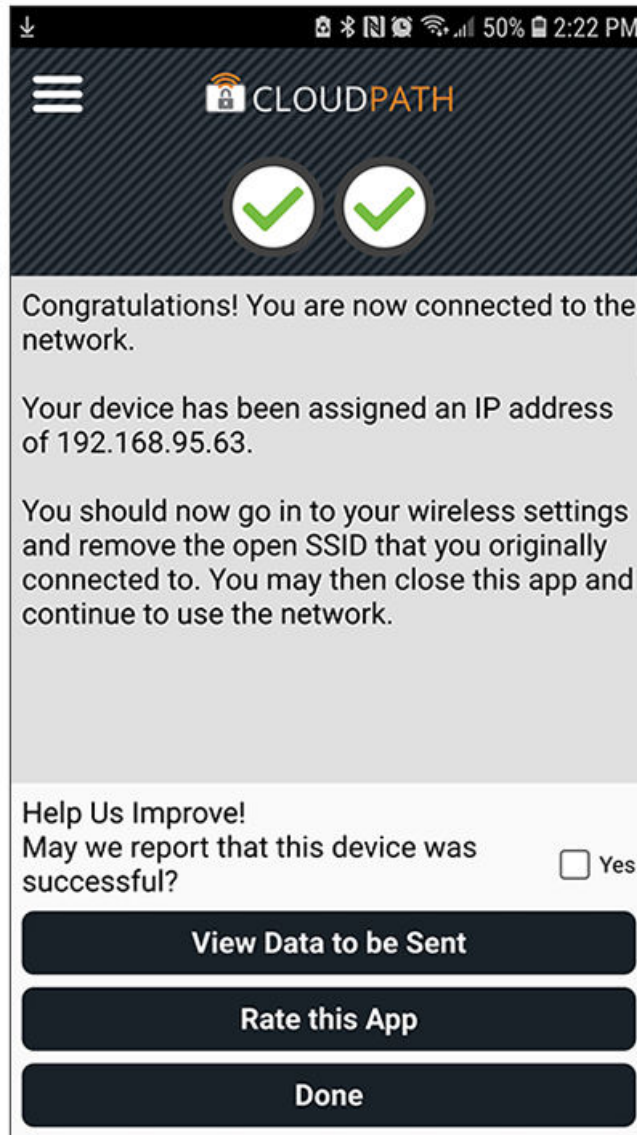 50% 2:22 PM
CLOUDPATH
Congratulations! You are now connected to the
network.
Your device has been assigned an IP address
of 192.168.95.63.
You should now go in to your wireless settings
and remove the open SSID that you originally
connected to. You may then close this app and
continue to use the network.
Help Us Improve!
May we report that this device was
successful?
Yes
View Data to be Sent
Rate this App
Done